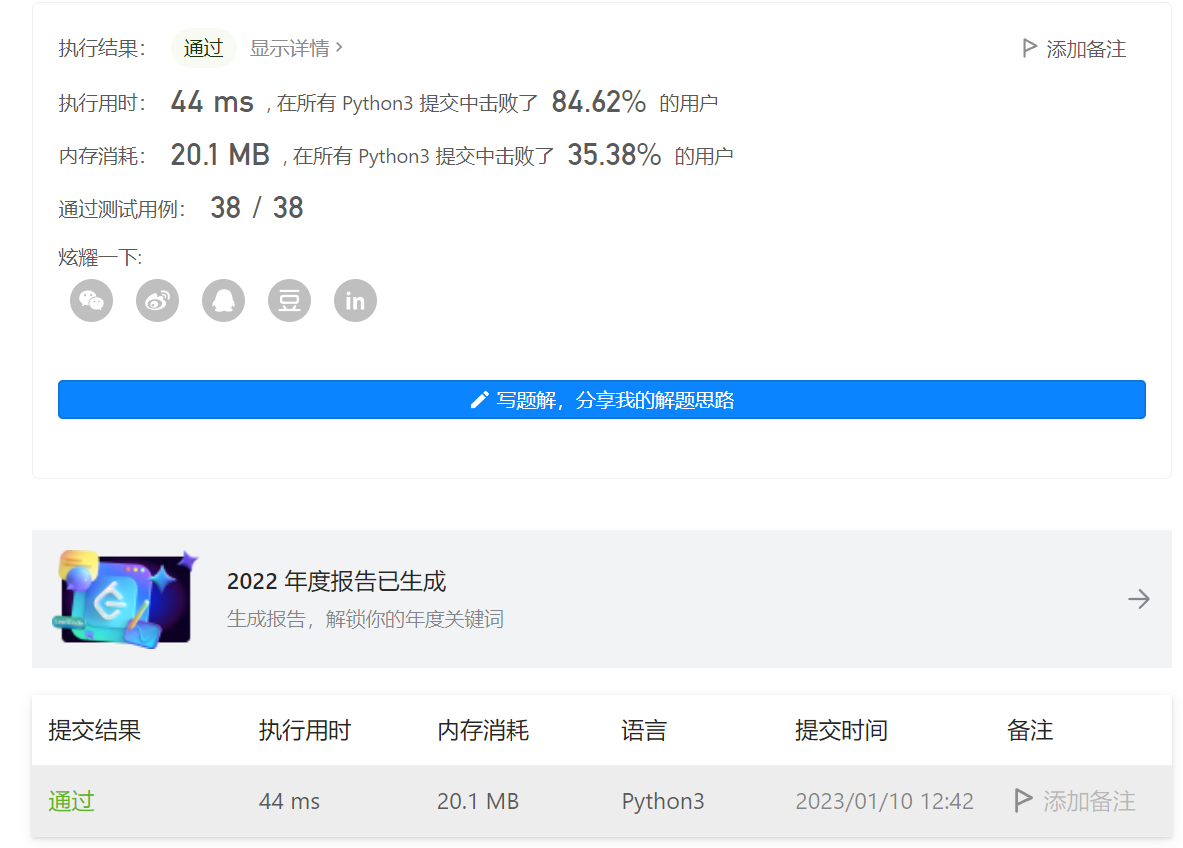 执行结果： 通过 显示详情 › 添加备注
执行用时： 44 ms , 在所有 Python3 提交中击败了 84.62% 的用户
内存消耗： 20.1 MB , 在所有 Python3 提交中击败了 35.38% 的用户
通过测试用例： 38 / 38
炫耀一下:
豆 in
写题解，分享我的解题思路
2022 年度报告已生成
生成报告，解锁你的年度关键词
提交结果 执行用时 内存消耗 语言 提交时间 备注
通过 44 ms 20.1 MB Python3 2023/01/10 12:42 添加备注